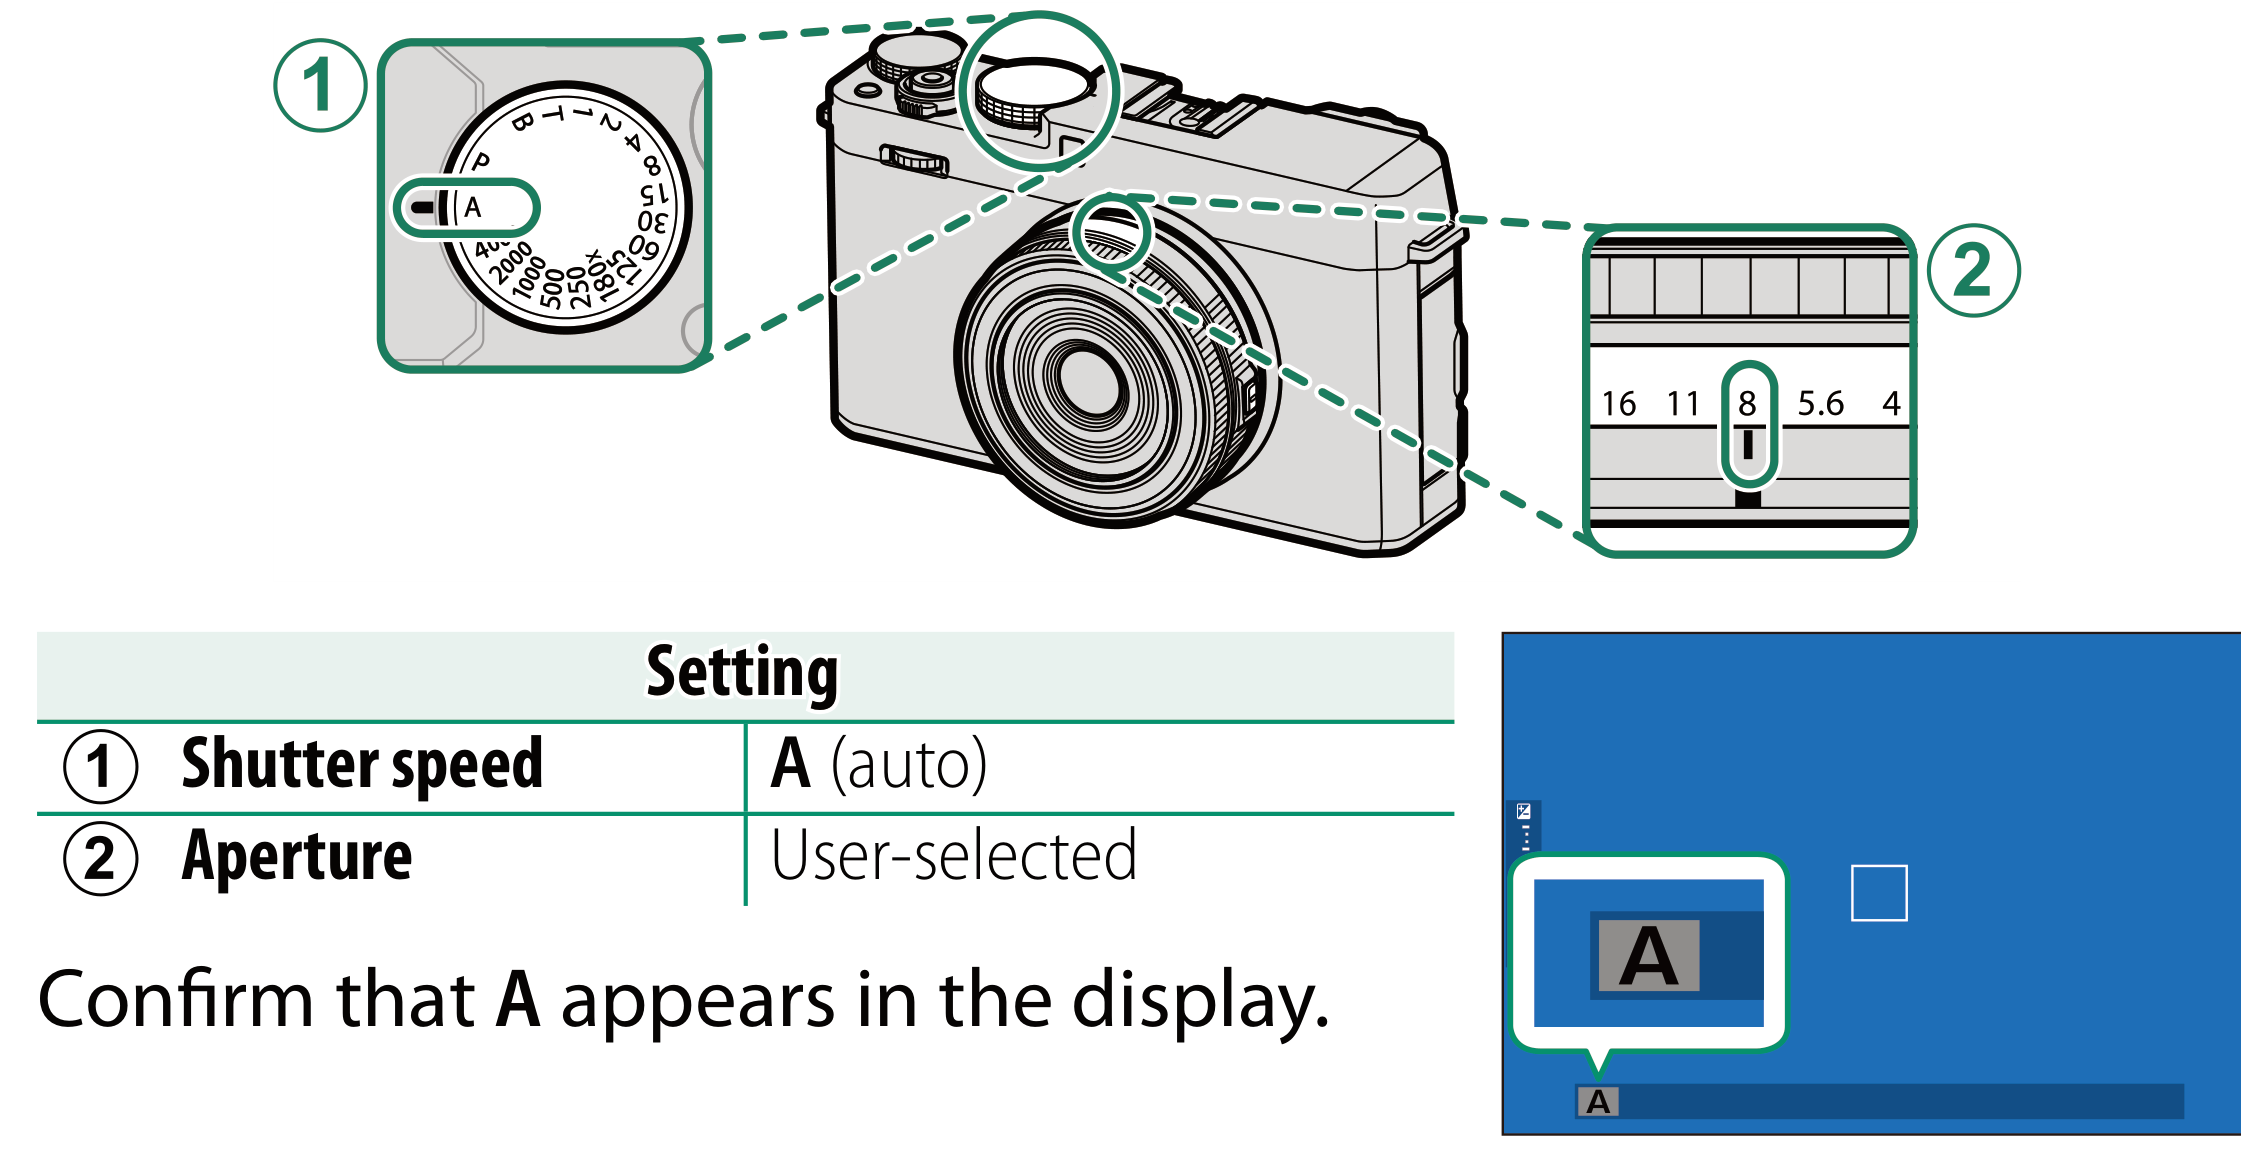 1
B T 1 2 4 8 15 30 60 125 180x 250 500 1000 2000
P
A
2
16 11 8 5.6 4
Setting
1 Shutter speed A (auto)
2 Aperture User-selected
Confirm that A appears in the display.
A
A